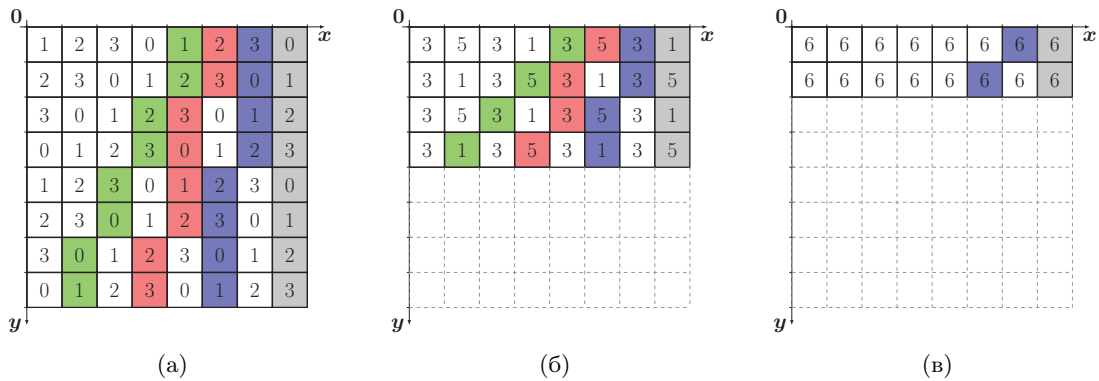 0 x 0 x 0 x
1 2 3 0 1 2 3 0 3 5 3 1 3 5 3 1 6 6 6 6 6 6 6 6
2 3 0 1 2 3 0 1 3 1 3 5 3 1 3 5 6 6 6 6 6 6 6 6
3 0 1 2 3 0 1 2 3 5 3 1 3 5 3 1
0 1 2 3 0 1 2 3 3 1 3 5 3 1 3 5
1 2 3 0 1 2 3 0
2 3 0 1 2 3 0 1
3 0 1 2 3 0 1 2
0 1 2 3 0 1 2 3
y y y
(а) (б) (в)